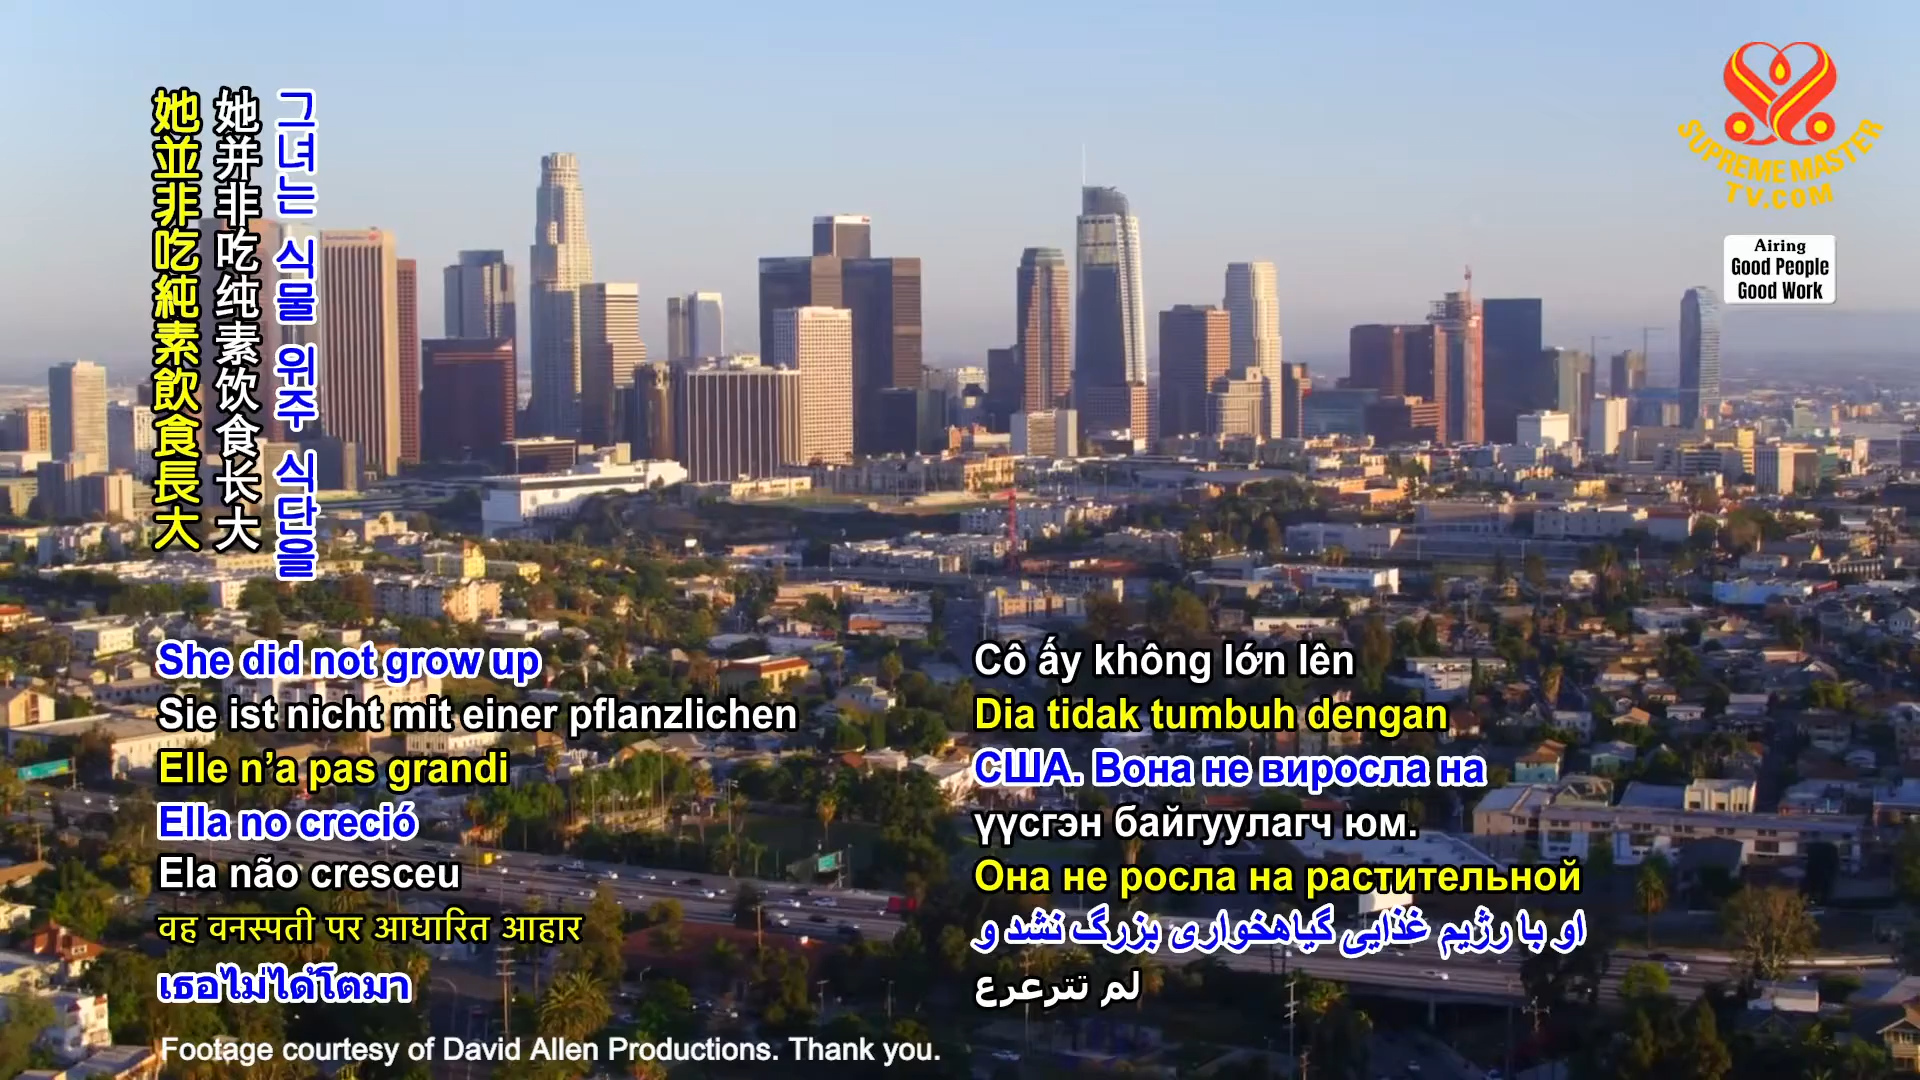 她並非吃純素飲食長大
她并非吃纯素饮食长大
그녀는 식물 위주 식단을
SUPREME MASTER
TV.COM
Airing
Good People
Good Work
She did not grow up
Sie ist nicht mit einer pflanzlichen
Elle n’a pas grandi
Ella no creció
Ela não cresceu
वह वनस्पती पर आधारित आहार
เธอไม่ได้โตมา
Cô ấy không lớn lên
Dia tidak tumbuh dengan
США. Вона не виросла на
үүсгэн байгуулагч юм.
Она не росла на растительной
او با رژیم غذایی گیاهخواری بزرگ نشد و
لم تترعرع
Footage courtesy of David Allen Productions. Thank you.